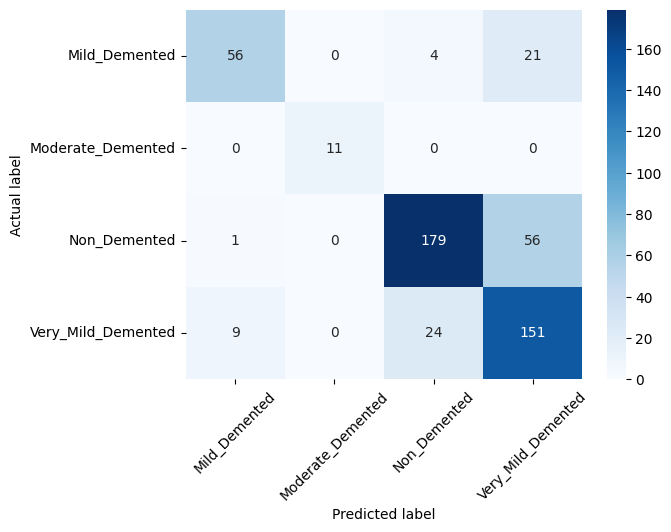 Actual label
Mild_Demented 56 0 4 21
Moderate_Demented 0 11 0 0
Non_Demented 1 0 179 56
Very_Mild_Demented 9 0 24 151
Mild_Demented Moderate_Demented Non_Demented Very_Mild_Demented
Predicted label
160
140
120
100
80
60
40
20
0